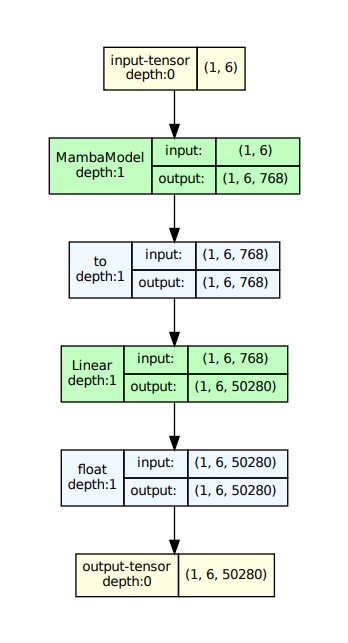 input-tensor
depth:0
(1, 6)
MambaModel
depth:1
input:
(1, 6)
output:
(1, 6, 768)
to
depth:1
input:
(1, 6, 768)
output:
(1, 6, 768)
Linear
depth:1
input:
(1, 6, 768)
output:
(1, 6, 50280)
float
depth:1
input:
(1, 6, 50280)
output:
(1, 6, 50280)
output-tensor
depth:0
(1, 6, 50280)